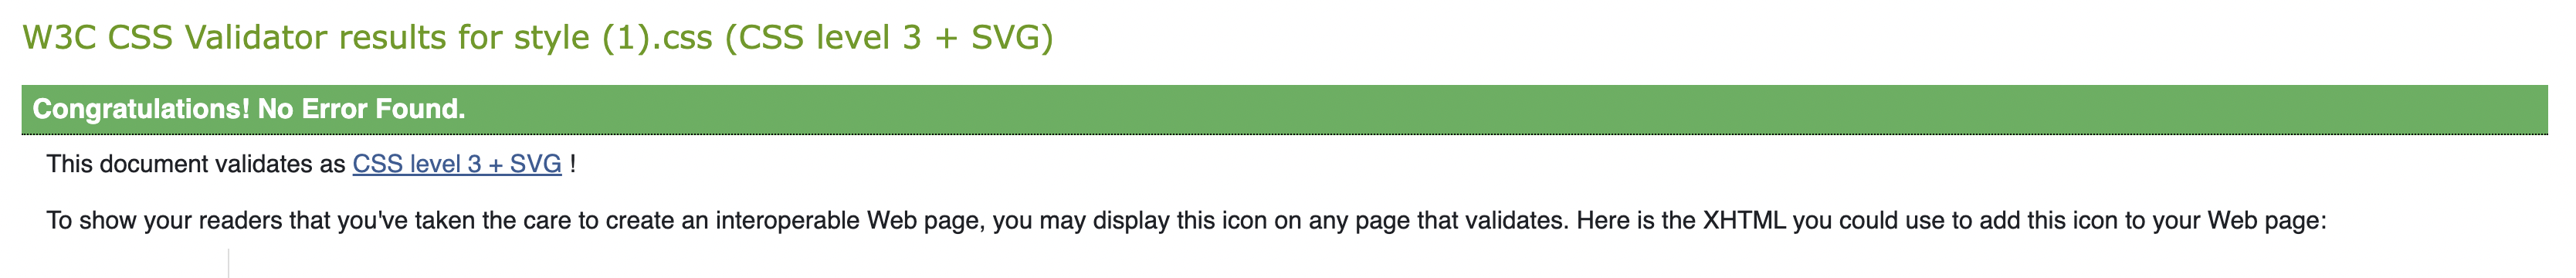 W3C CSS Validator results for style (1).css (CSS level 3 + SVG)
Congratulations! No Error Found.
This document validates as CSS level 3 + SVG !
To show your readers that you've taken the care to create an interoperable Web page, you may display this icon on any page that validates. Here is the XHTML you could use to add this icon to your Web page: